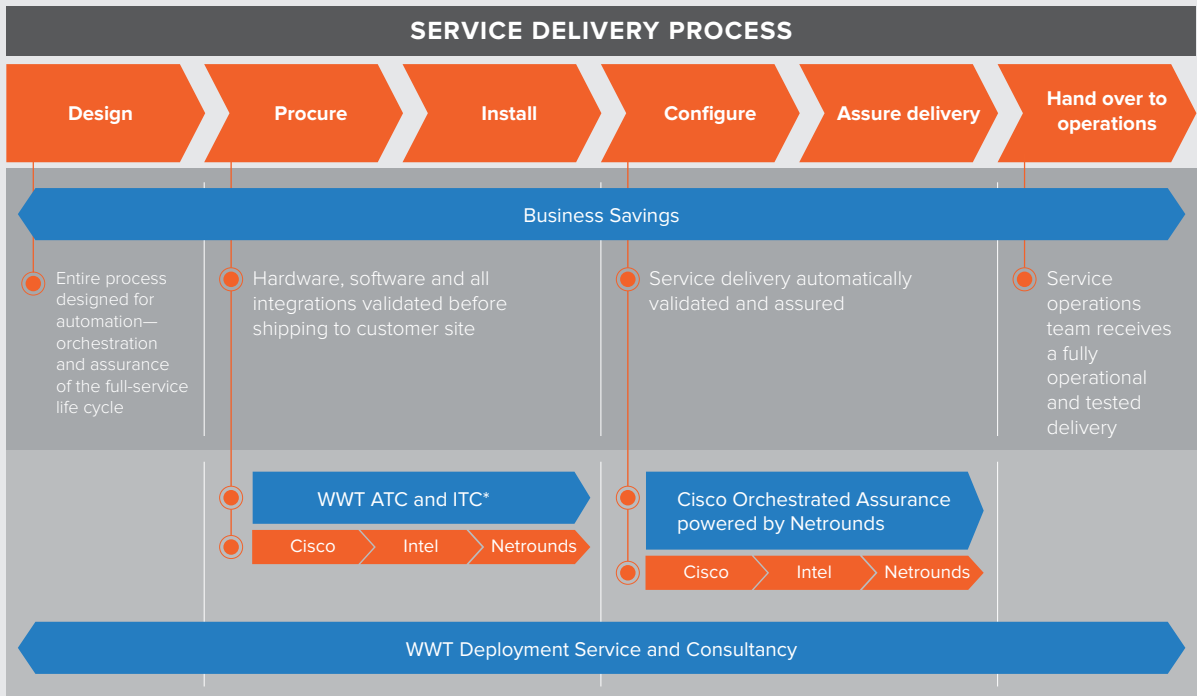 SERVICE DELIVERY PROCESS
Design
Procure
Install
Configure
Assure delivery
Hand over to
operations
Business Savings
Entire process
designed for
automation—
orchestration
and assurance
of the full-service
life cycle
Hardware, software and all
integrations validated before
shipping to customer site
Service delivery automatically
validated and assured
Service
operations
team receives
a fully
operational
and tested
delivery
WWT ATC and ITC*
Cisco
Intel
Netrounds
Cisco Orchestrated Assurance
powered by Netrounds
Cisco
Intel
Netrounds
WWT Deployment Service and Consultancy